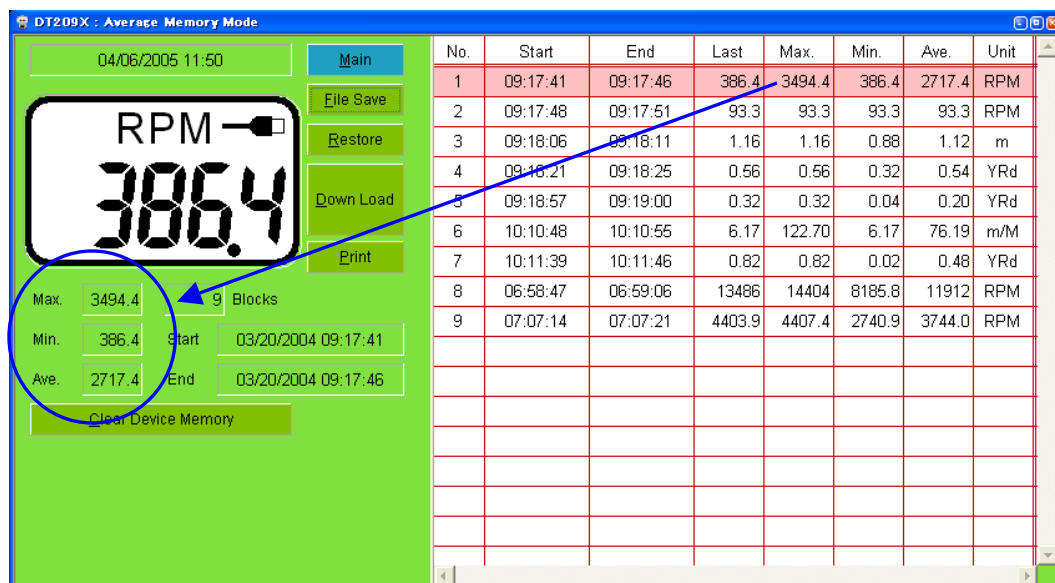 DT209X : Average Memory Mode
04/06/2005 11:50
Main
File Save
Restore
Down Load
Print
RPM
386.4
Max. 3494.4 9 Blocks
Min. 386.4 Start 03/20/2004 09:17:41
Ave. 2717.4 End 03/20/2004 09:17:46
Clear Device Memory
No. Start End Last Max. Min. Ave. Unit
1 09:17:41 09:17:46 386.4 3494.4 386.4 2717.4 RPM
2 09:17:48 09:17:51 93.3 93.3 93.3 93.3 RPM
3 09:18:06 09:18:11 1.16 1.16 0.88 1.12 m
4 09:18:21 09:18:25 0.56 0.56 0.32 0.54 YRd
5 09:18:57 09:19:00 0.32 0.32 0.04 0.20 YRd
6 10:10:48 10:10:55 6.17 122.70 6.17 76.19 m/M
7 10:11:39 10:11:46 0.82 0.82 0.02 0.48 YRd
8 06:58:47 06:59:06 13486 14404 8185.8 11912 RPM
9 07:07:14 07:07:21 4403.9 4407.4 2740.9 3744.0 RPM